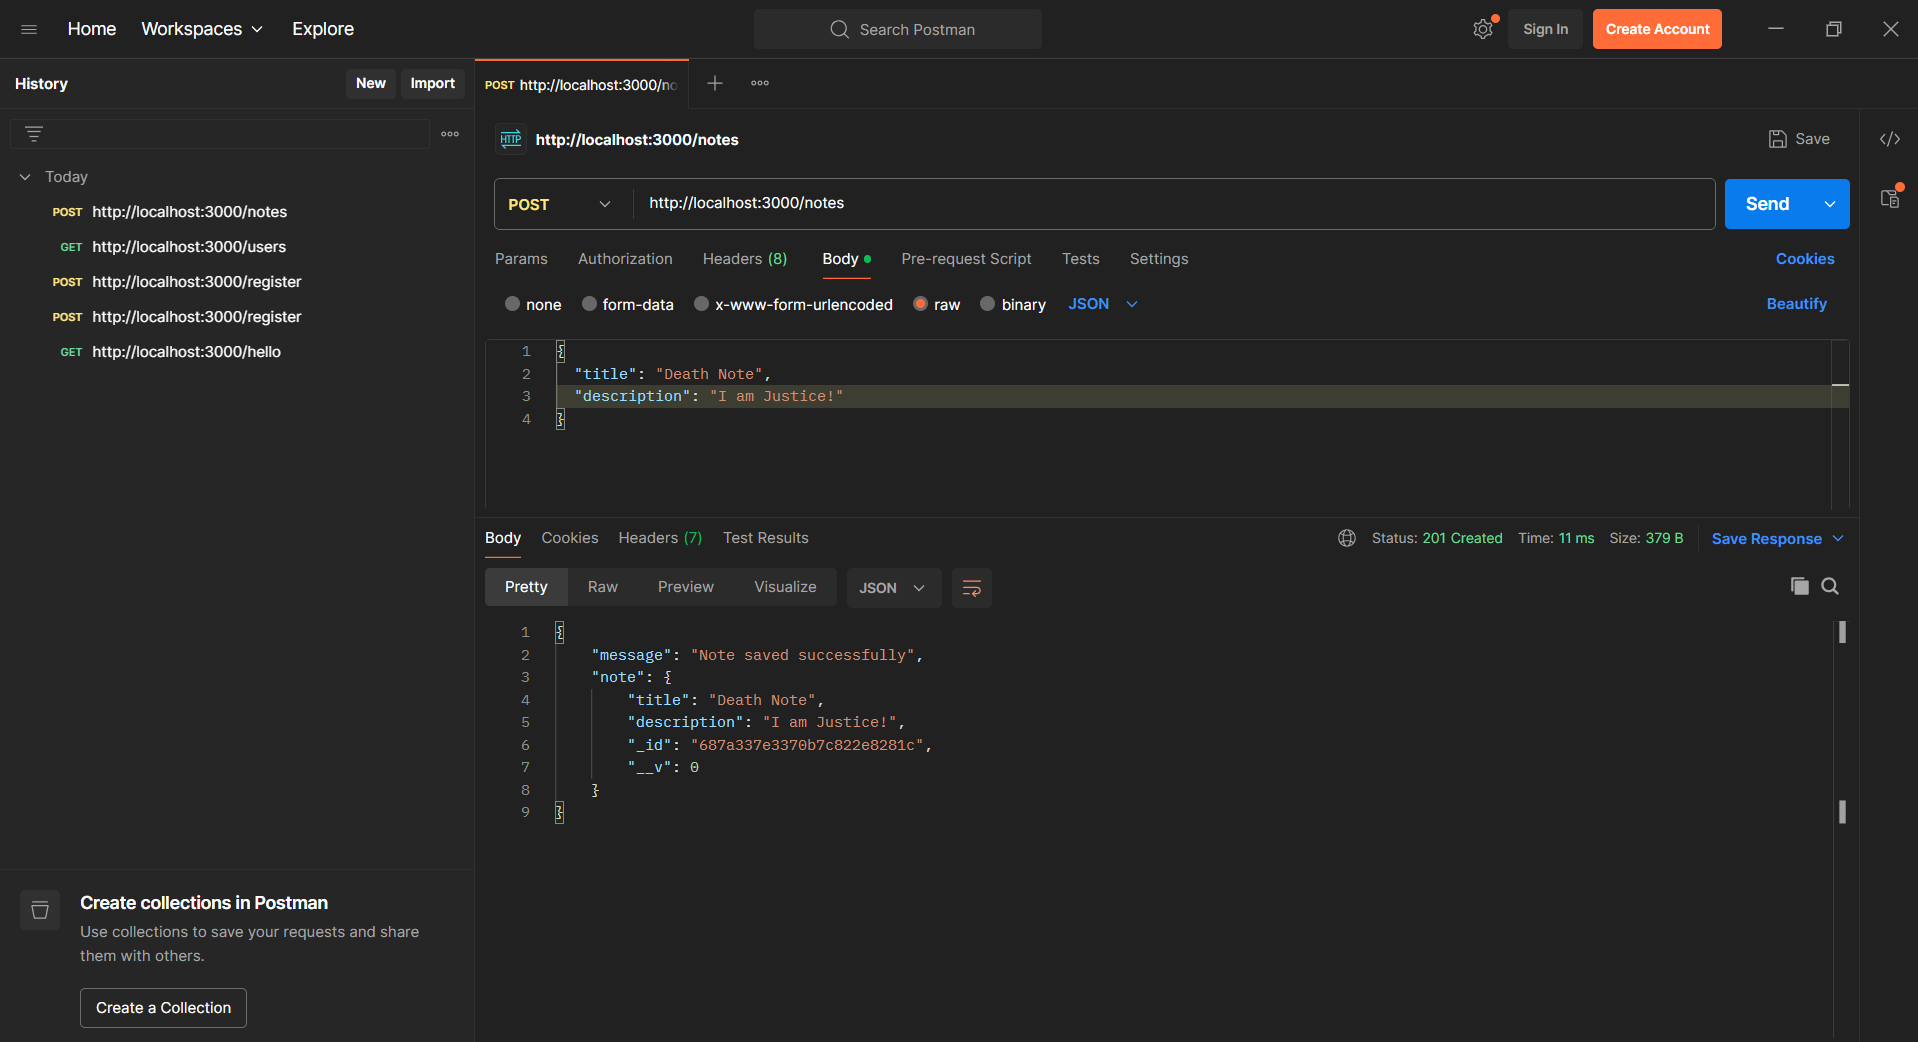 Home Workspaces Explore Search Postman Sign In Create Account
History New Import
POST http://localhost:3000/no
HTTP http://localhost:3000/notes Save
Today
POST http://localhost:3000/notes
GET http://localhost:3000/users
POST http://localhost:3000/register
POST http://localhost:3000/register
GET http://localhost:3000/hello
POST http://localhost:3000/notes Send
Params Authorization Headers (8) Body Pre-request Script Tests Settings Cookies
none form-data x-www-form-urlencoded raw binary JSON Beautify
1 {
2 "title": "Death Note",
3 "description": "I am Justice!"
4 }
Body Cookies Headers (7) Test Results Status: 201 Created Time: 11 ms Size: 379 B Save Response
Pretty Raw Preview Visualize JSON
1 {
2 "message": "Note saved successfully",
3 "note": {
4 "title": "Death Note",
5 "description": "I am Justice!",
6 "_id": "687a337e3370b7c822e8281c",
7 "__v": 0
8 }
9 }
Create collections in Postman
Use collections to save your requests and share
them with others.
Create a Collection